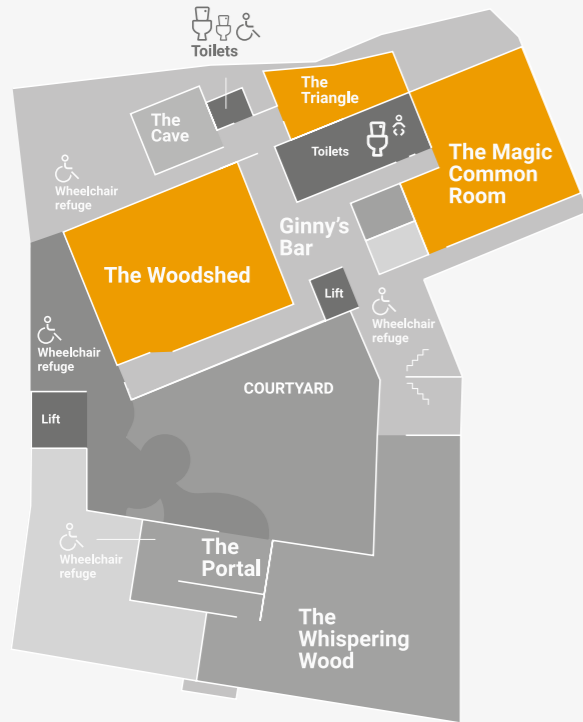 Toilets
The
Triangle
The
Cave
Toilets
The Magic
Common
Room
Wheelchair
refuge
Ginny's
Bar
The Woodshed
Lift
Wheelchair
refuge
Wheelchair
refuge
COURTYARD
Lift
Wheelchair
refuge
The
Portal
The
Whispering
Wood